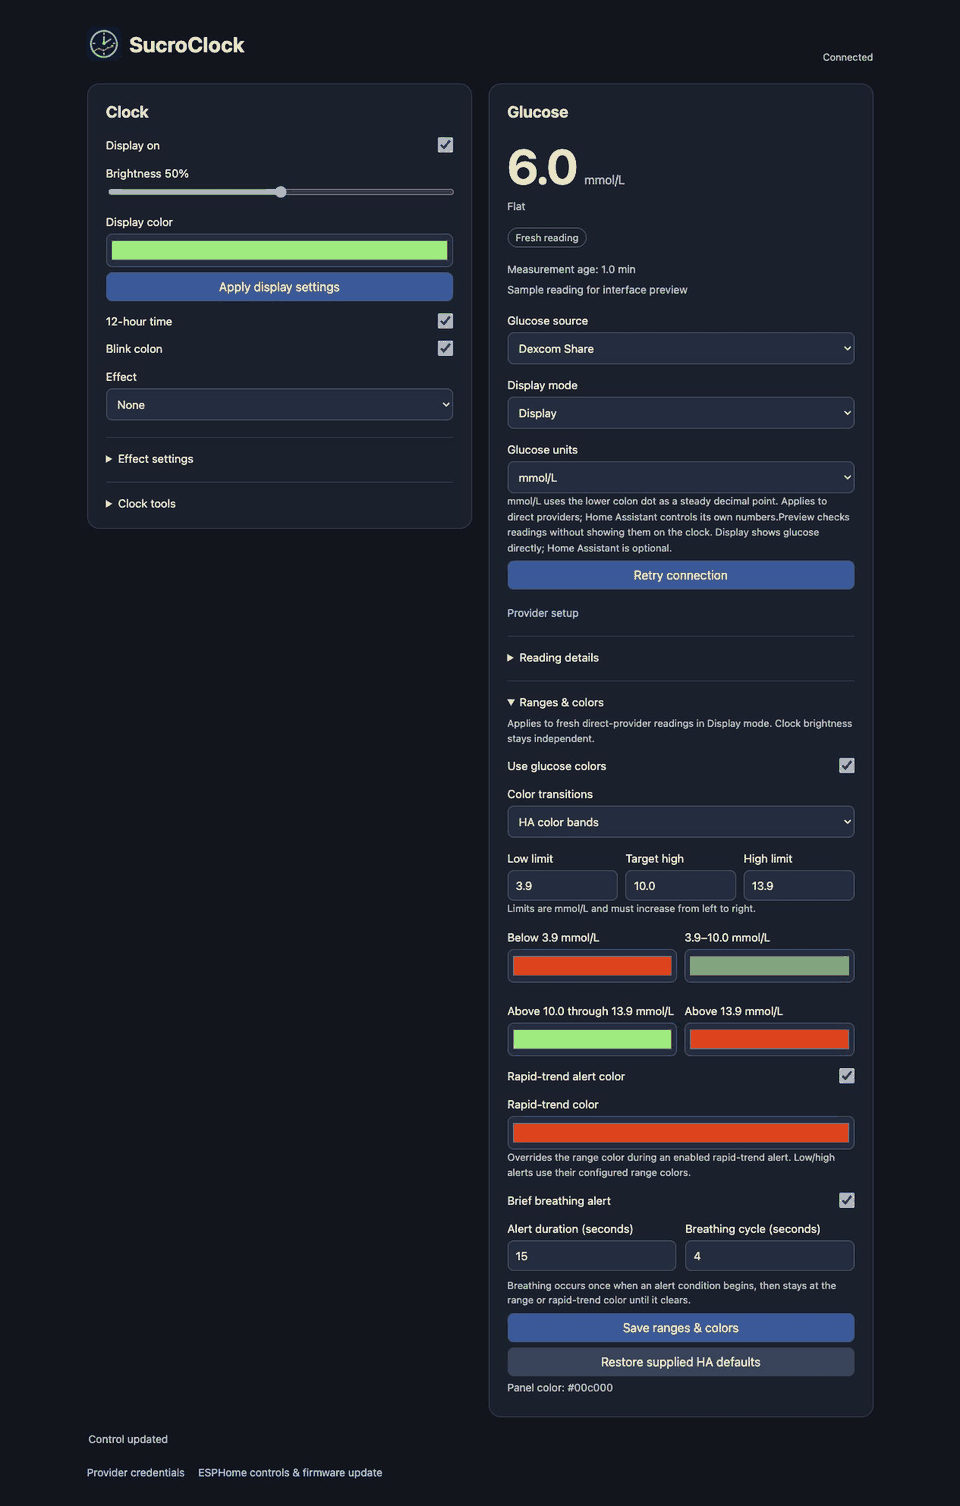 SucroClock
Connected
Clock
Display on
Brightness 50%
Display color
Apply display settings
12-hour time
Blink colon
Effect
None
Effect settings
Clock tools
Glucose
6.0 mmol/L
Flat
Fresh reading
Measurement age: 1.0 min
Sample reading for interface preview
Glucose source
Dexcom Share
Display mode
Display
Glucose units
mmol/L
mmol/L uses the lower colon dot as a steady decimal point. Applies to
direct providers; Home Assistant controls its own numbers.Preview checks
readings without showing them on the clock. Display shows glucose
directly; Home Assistant is optional.
Retry connection
Provider setup
Reading details
Ranges & colors
Applies to fresh direct-provider readings in Display mode. Clock brightness
stays independent.
Use glucose colors
Color transitions
HA color bands
Low limit Target high High limit
3.9 10.0 13.9
Limits are mmol/L and must increase from left to right.
Below 3.9 mmol/L 3.9–10.0 mmol/L
Above 10.0 through 13.9 mmol/L Above 13.9 mmol/L
Rapid-trend alert color
Rapid-trend color
Overrides the range color during an enabled rapid-trend alert. Low/high
alerts use their configured range colors.
Brief breathing alert
Alert duration (seconds) Breathing cycle (seconds)
15 4
Breathing occurs once when an alert condition begins, then stays at the
range or rapid-trend color until it clears.
Save ranges & colors
Restore supplied HA defaults
Panel color: #00c000
Control updated
Provider credentials ESPHome controls & firmware update